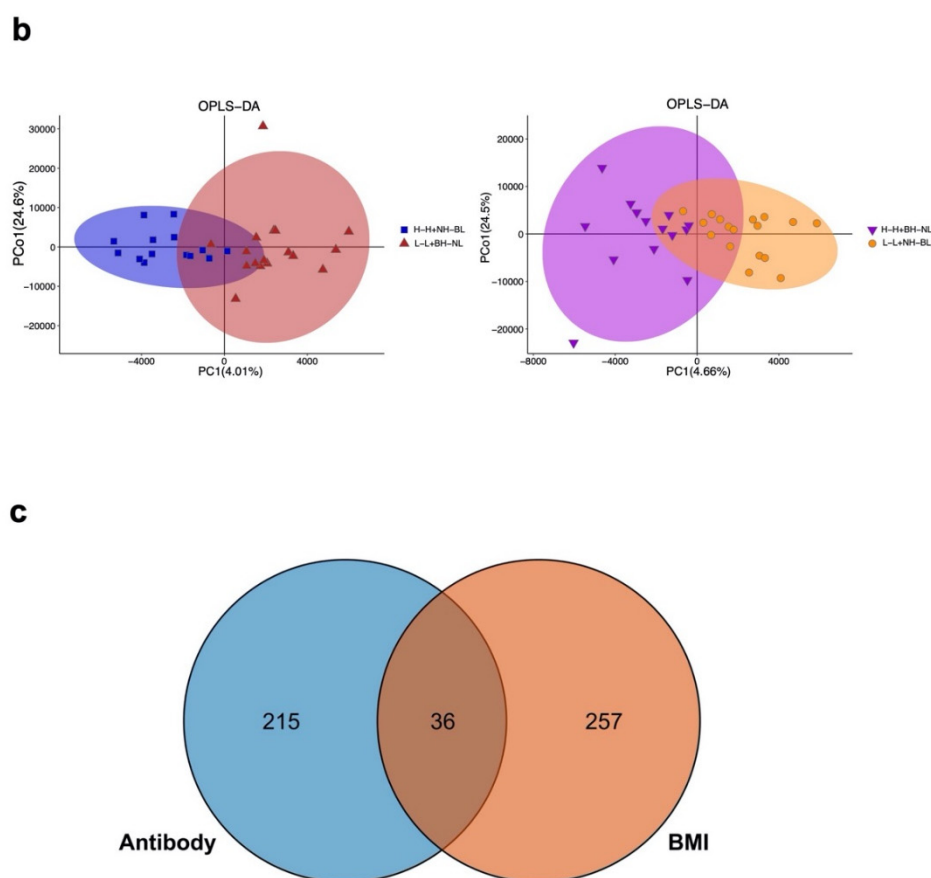 b
OPLS−DA
30000
20000
10000
0
−10000
−20000
PCo1(24.6%)
−4000 0 4000
PC1(4.01%)
H−H+NH−BL
L−L+BH−NL
OPLS−DA
20000
10000
0
−10000
−20000
PCo1(24.5%)
−8000 −4000 0 4000
PC1(4.66%)
H−H+BH−NL
L−L+NH−BL
c
215 36 257
Antibody BMI